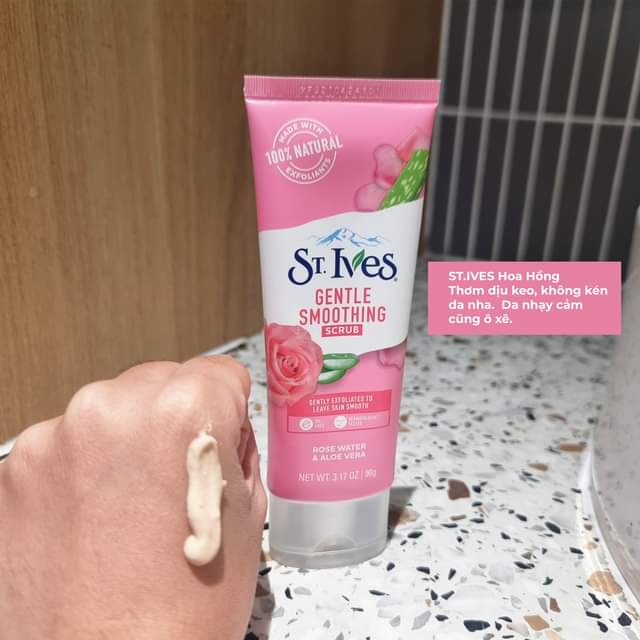 MADE WITH
100% NATURAL
EXFOLIANTS
ST. IVES
GENTLE
SMOOTHING
SCRUB
GENTLY EXFOLIATES TO
LEAVE SKIN SMOOTH
ROSE WATER
& ALOE VERA
NET WT. 3.17 OZ / 90g
ST.IVES Hoa Hồng
Thơm dịu keo, không kén
da nha. Da nhạy cảm
cũng ô xê.